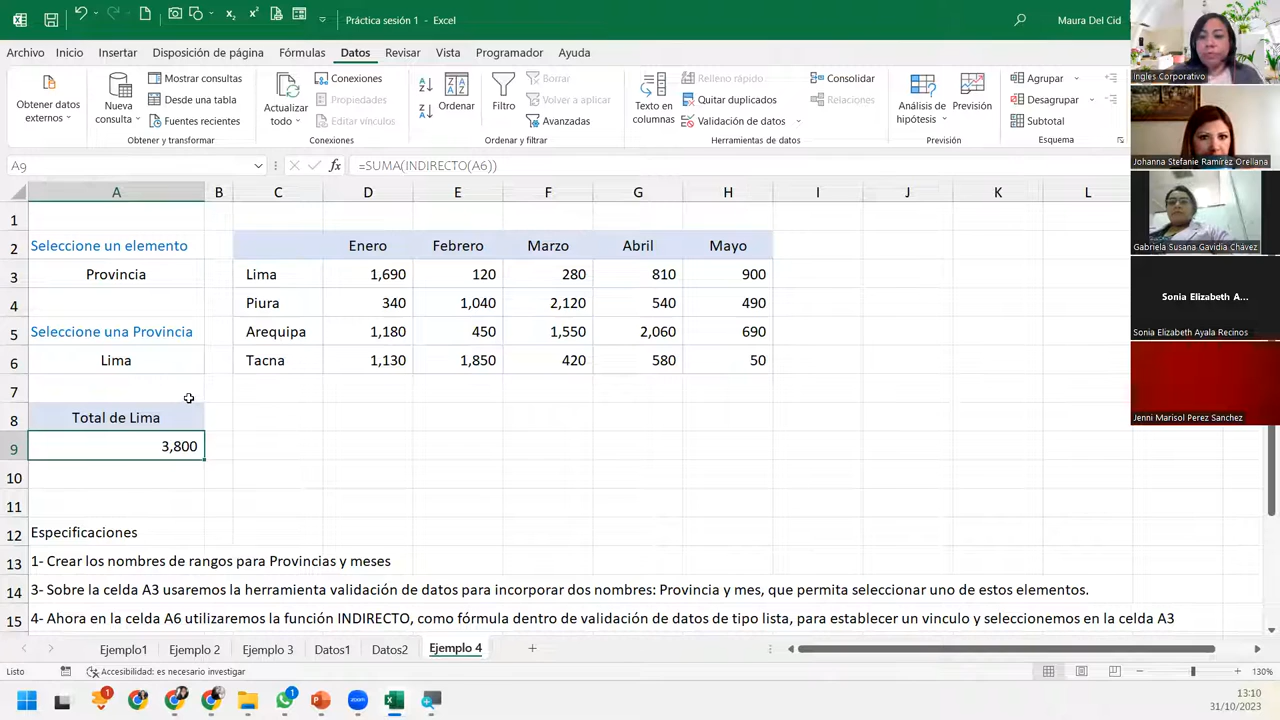 Práctica sesión 1 - Excel
Maura Del Cid
Archivo Inicio Insertar Disposición de página Fórmulas Datos Revisar Vista Programador Ayuda
Obtener datos externos
Nueva consulta
Mostrar consultas
Desde una tabla
Fuentes recientes
Obtener y transformar
Actualizar todo
Conexiones
Propiedades
Editar vínculos
Conexiones
Ordenar
Filtro
Borrar
Volver a aplicar
Avanzadas
Ordenar y filtrar
Texto en columnas
Relleno rápido
Quitar duplicados
Validación de datos
Consolidar
Relaciones
Herramientas de datos
Análisis de hipótesis
Previsión
Previsión
Agrupar
Desagrupar
Subtotal
Esquema
A9 fx =SUMA(INDIRECTO(A6))
A B C D E F G H I J K L
1
2 Seleccione un elemento Enero Febrero Marzo Abril Mayo
3 Provincia Lima 1,690 120 280 810 900
4 Piura 340 1,040 2,120 540 490
5 Seleccione una Provincia Arequipa 1,180 450 1,550 2,060 690
6 Lima Tacna 1,130 1,850 420 580 50
7
8 Total de Lima
9 3,800
10
11
12 Especificaciones
13 1- Crear los nombres de rangos para Provincias y meses
14 3- Sobre la celda A3 usaremos la herramienta validación de datos para incorporar dos nombres: Provincia y mes, que permita seleccionar uno de estos elementos.
15 4- Ahora en la celda A6 utilizaremos la función INDIRECTO, como fórmula dentro de validación de datos de tipo lista, para establecer un vinculo y seleccionemos en la celda A3
Ejemplo1 Ejemplo 2 Ejemplo 3 Datos1 Datos2 Ejemplo 4
Listo Accesibilidad: es necesario investigar 130%
1 1
13:10
31/10/2023
Ingles Corporativo
Johanna Stefanie Ramírez Orellana
Gabriela Susana Gavidia Chávez
Sonia Elizabeth A...
Sonia Elizabeth Ayala Recinos
Jenni Marisol Perez Sanchez